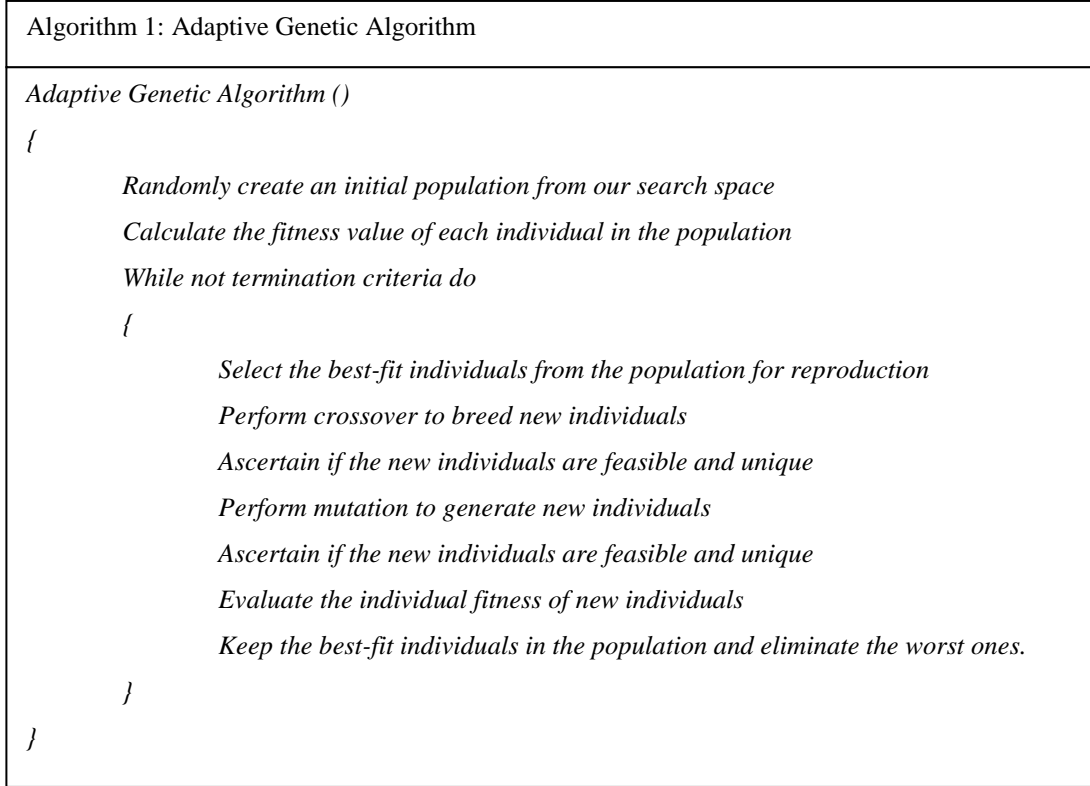 Algorithm 1: Adaptive Genetic Algorithm
Adaptive Genetic Algorithm ()
{
Randomly create an initial population from our search space
Calculate the fitness value of each individual in the population
While not termination criteria do
{
Select the best-fit individuals from the population for reproduction
Perform crossover to breed new individuals
Ascertain if the new individuals are feasible and unique
Perform mutation to generate new individuals
Ascertain if the new individuals are feasible and unique
Evaluate the individual fitness of new individuals
Keep the best-fit individuals in the population and eliminate the worst ones.
}
}